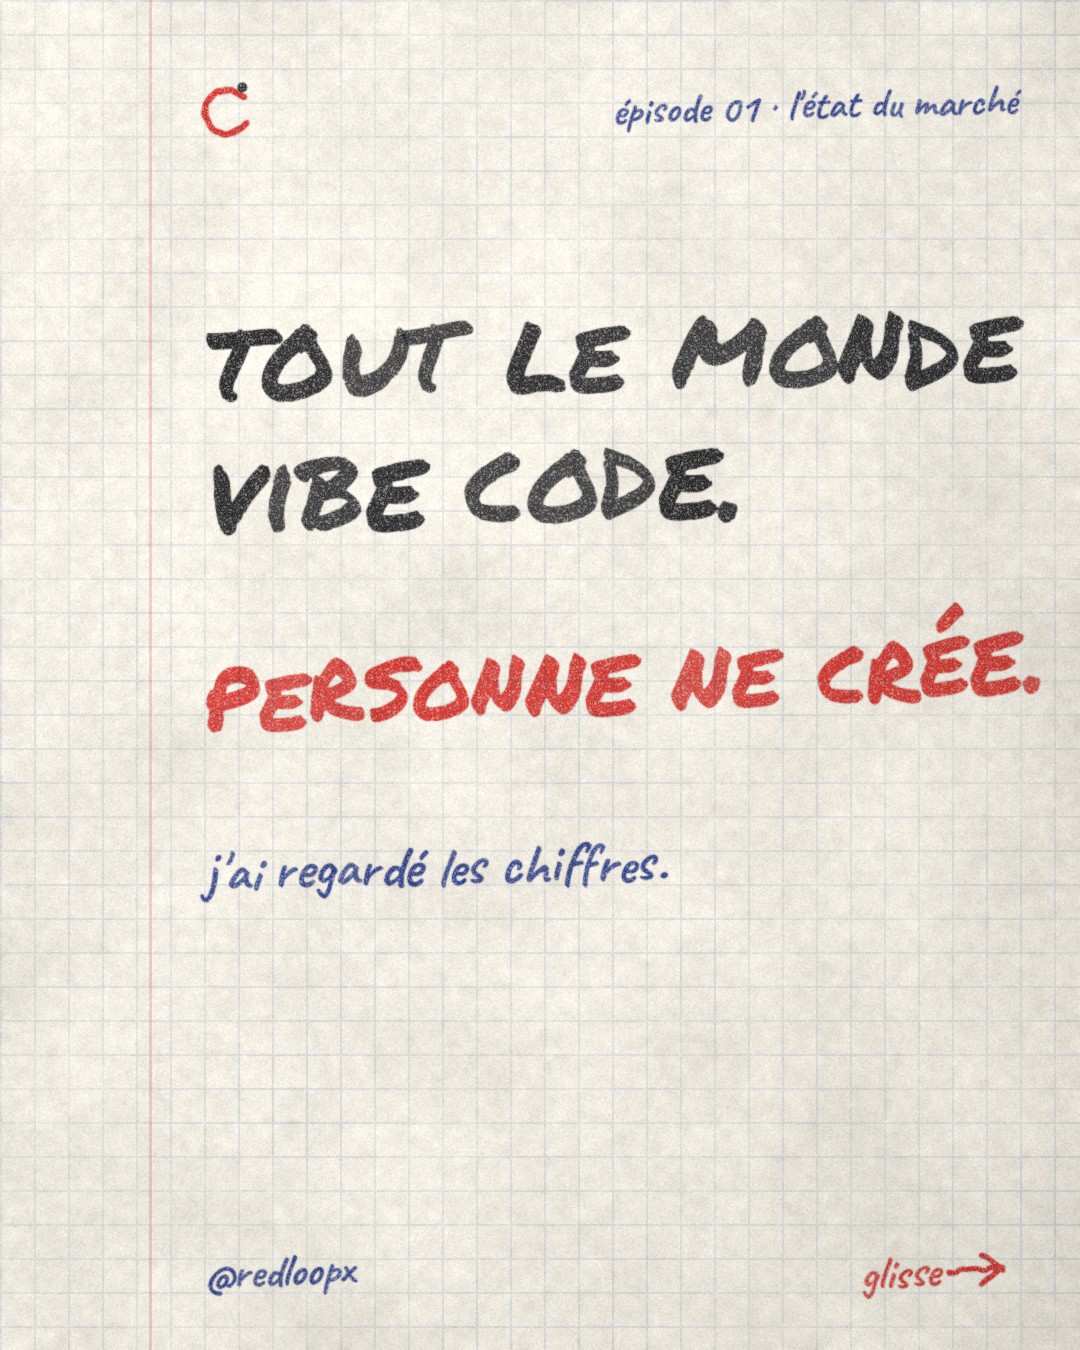 épisode 01 · l'état du marché
TOUT LE MONDE
VIBE CODE.
PERSONNE NE CRÉE.
j'ai regardé les chiffres.
@redloopx
glisse→